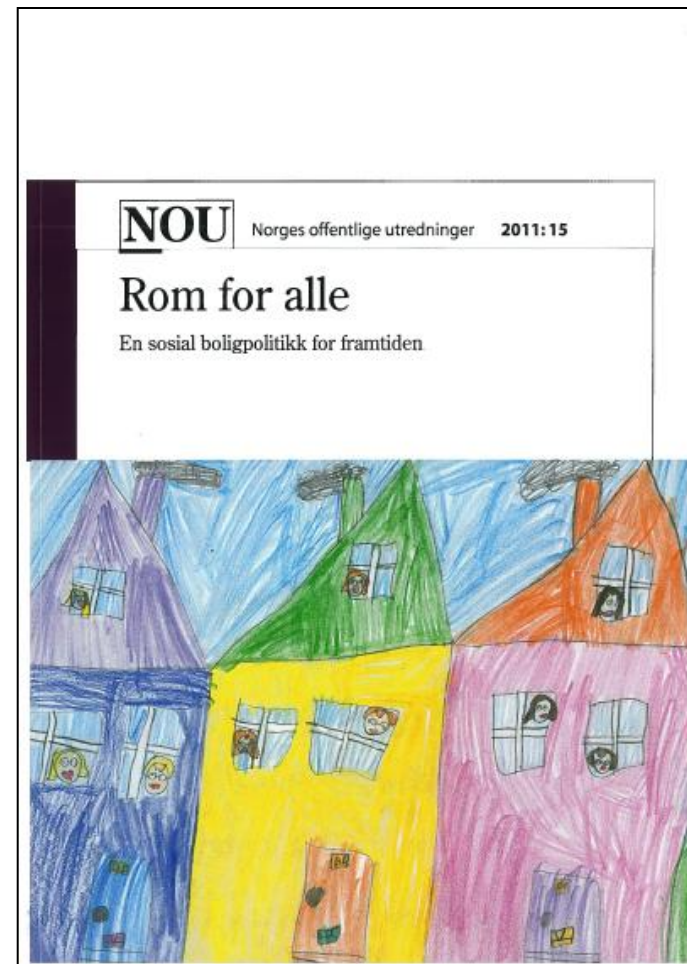 NOU Norges offentlige utredninger 2011:15
Rom for alle
En sosial boligpolitikk for framtiden